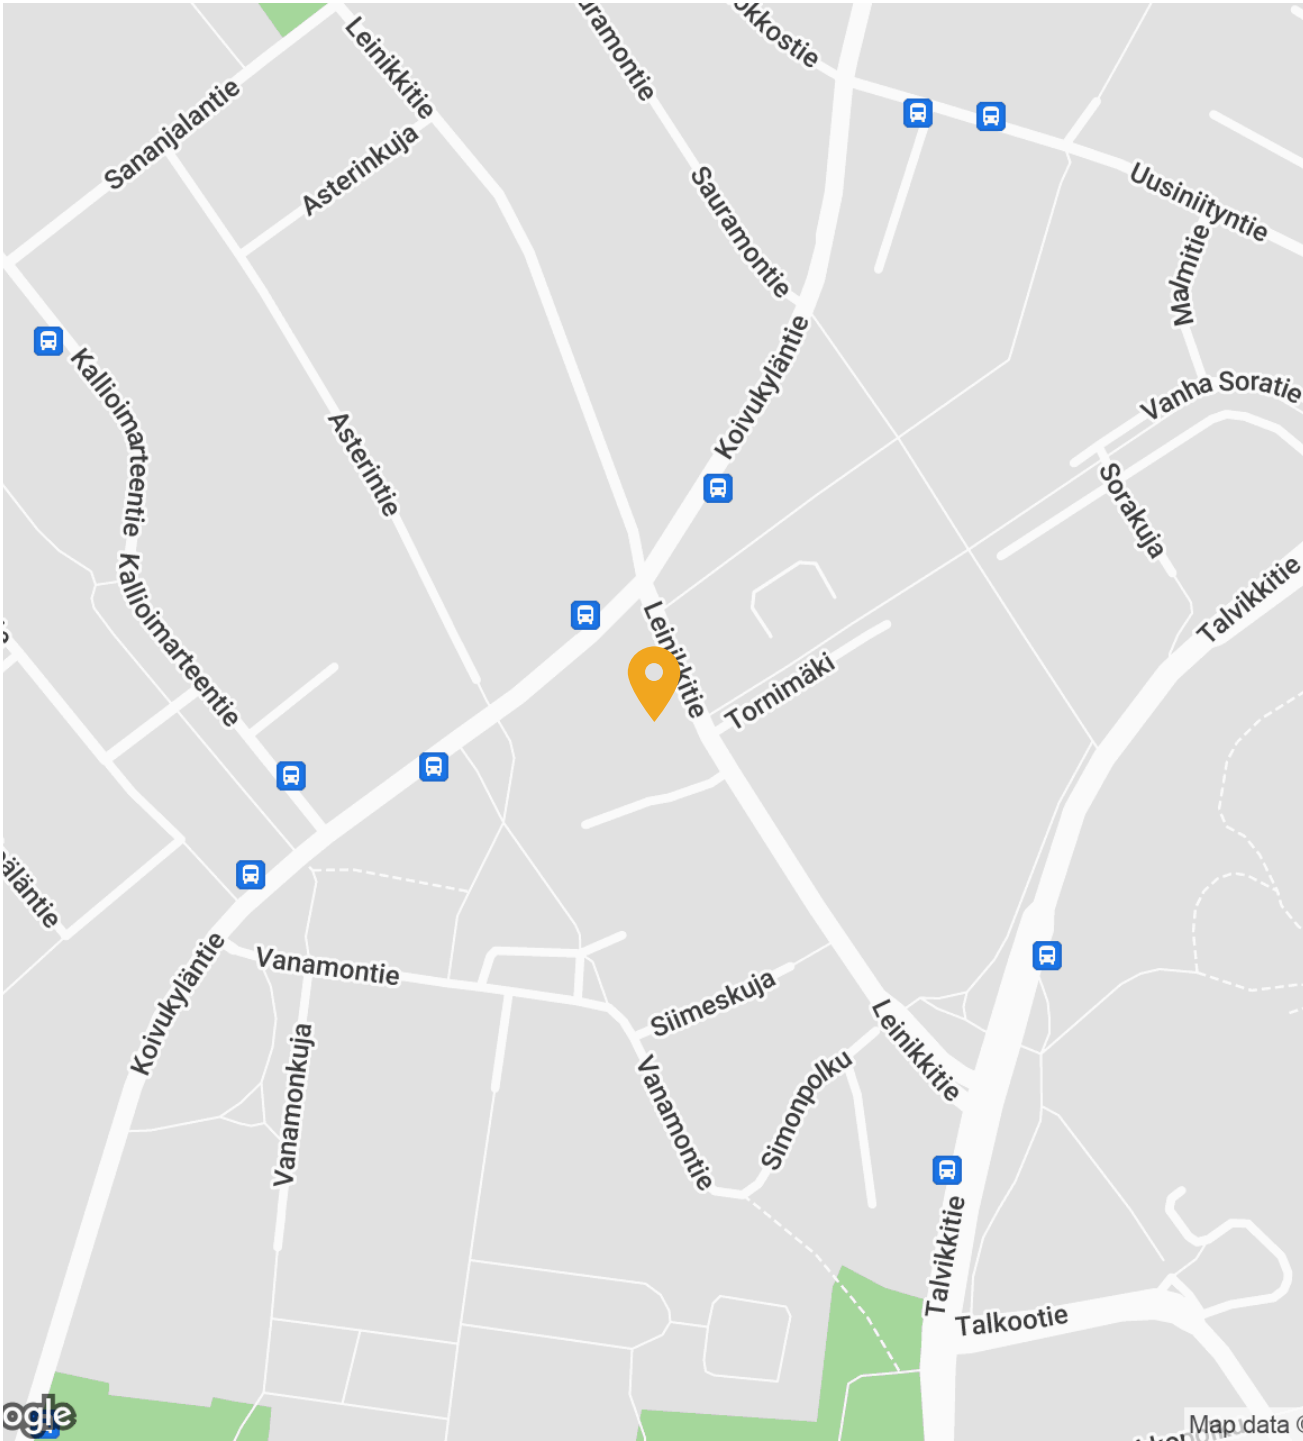 Leinikkitie
Sananjalantie
Asterinkuja
Sauramontie
Uusiniityntie
Malmitie
Koivukyläntie
Kallioimarteentie
Asterintie
Vanha Soratie
Sorakuja
Kallioimarteentie
Talvikkitie
Leinikkitie
Tornimäki
Koivukyläntie
Vanamontie
Siimeskuja
Leinikkitie
Vanamonkuja
Vanamontie
Simonpolku
Talvikkitie
Talkootie
ogle
Map data ©